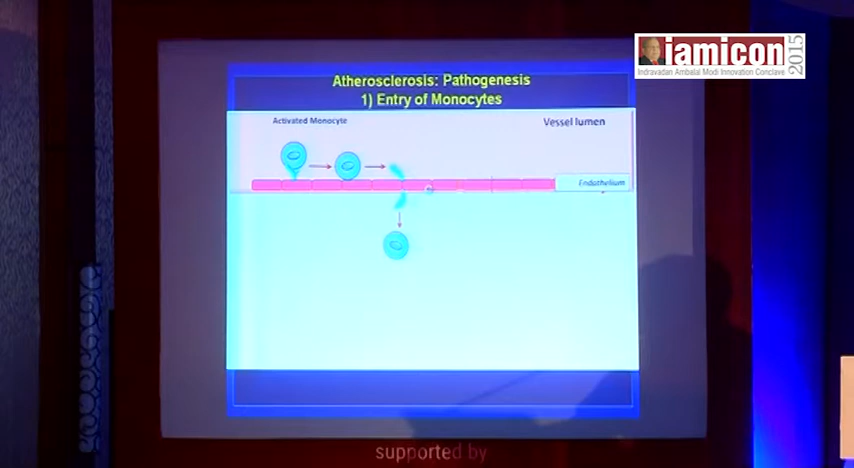 iamicon
2015
Indravadan Ambalal Modi Innovation Conclave
Atherosclerosis: Pathogenesis
1) Entry of Monocytes
Activated Monocyte
Vessel lumen
Endothelium
supported by